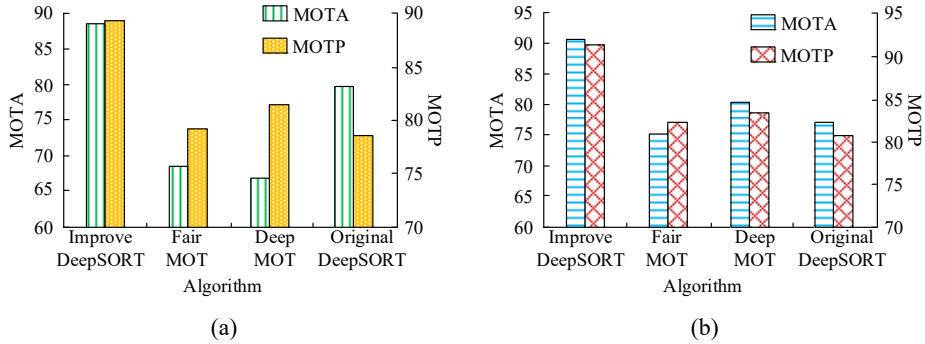 90
85
80
75
70
65
60
MOTA
MOTA
MOTP
90
85
80
75
70
MOTP
Improve DeepSORT
Fair MOT
Deep MOT
Original DeepSORT
Algorithm
(a)
95
90
85
80
75
70
65
60
MOTA
MOTA
MOTP
95
90
85
80
75
70
MOTP
Improve DeepSORT
Fair MOT
Deep MOT
Original DeepSORT
Algorithm
(b)